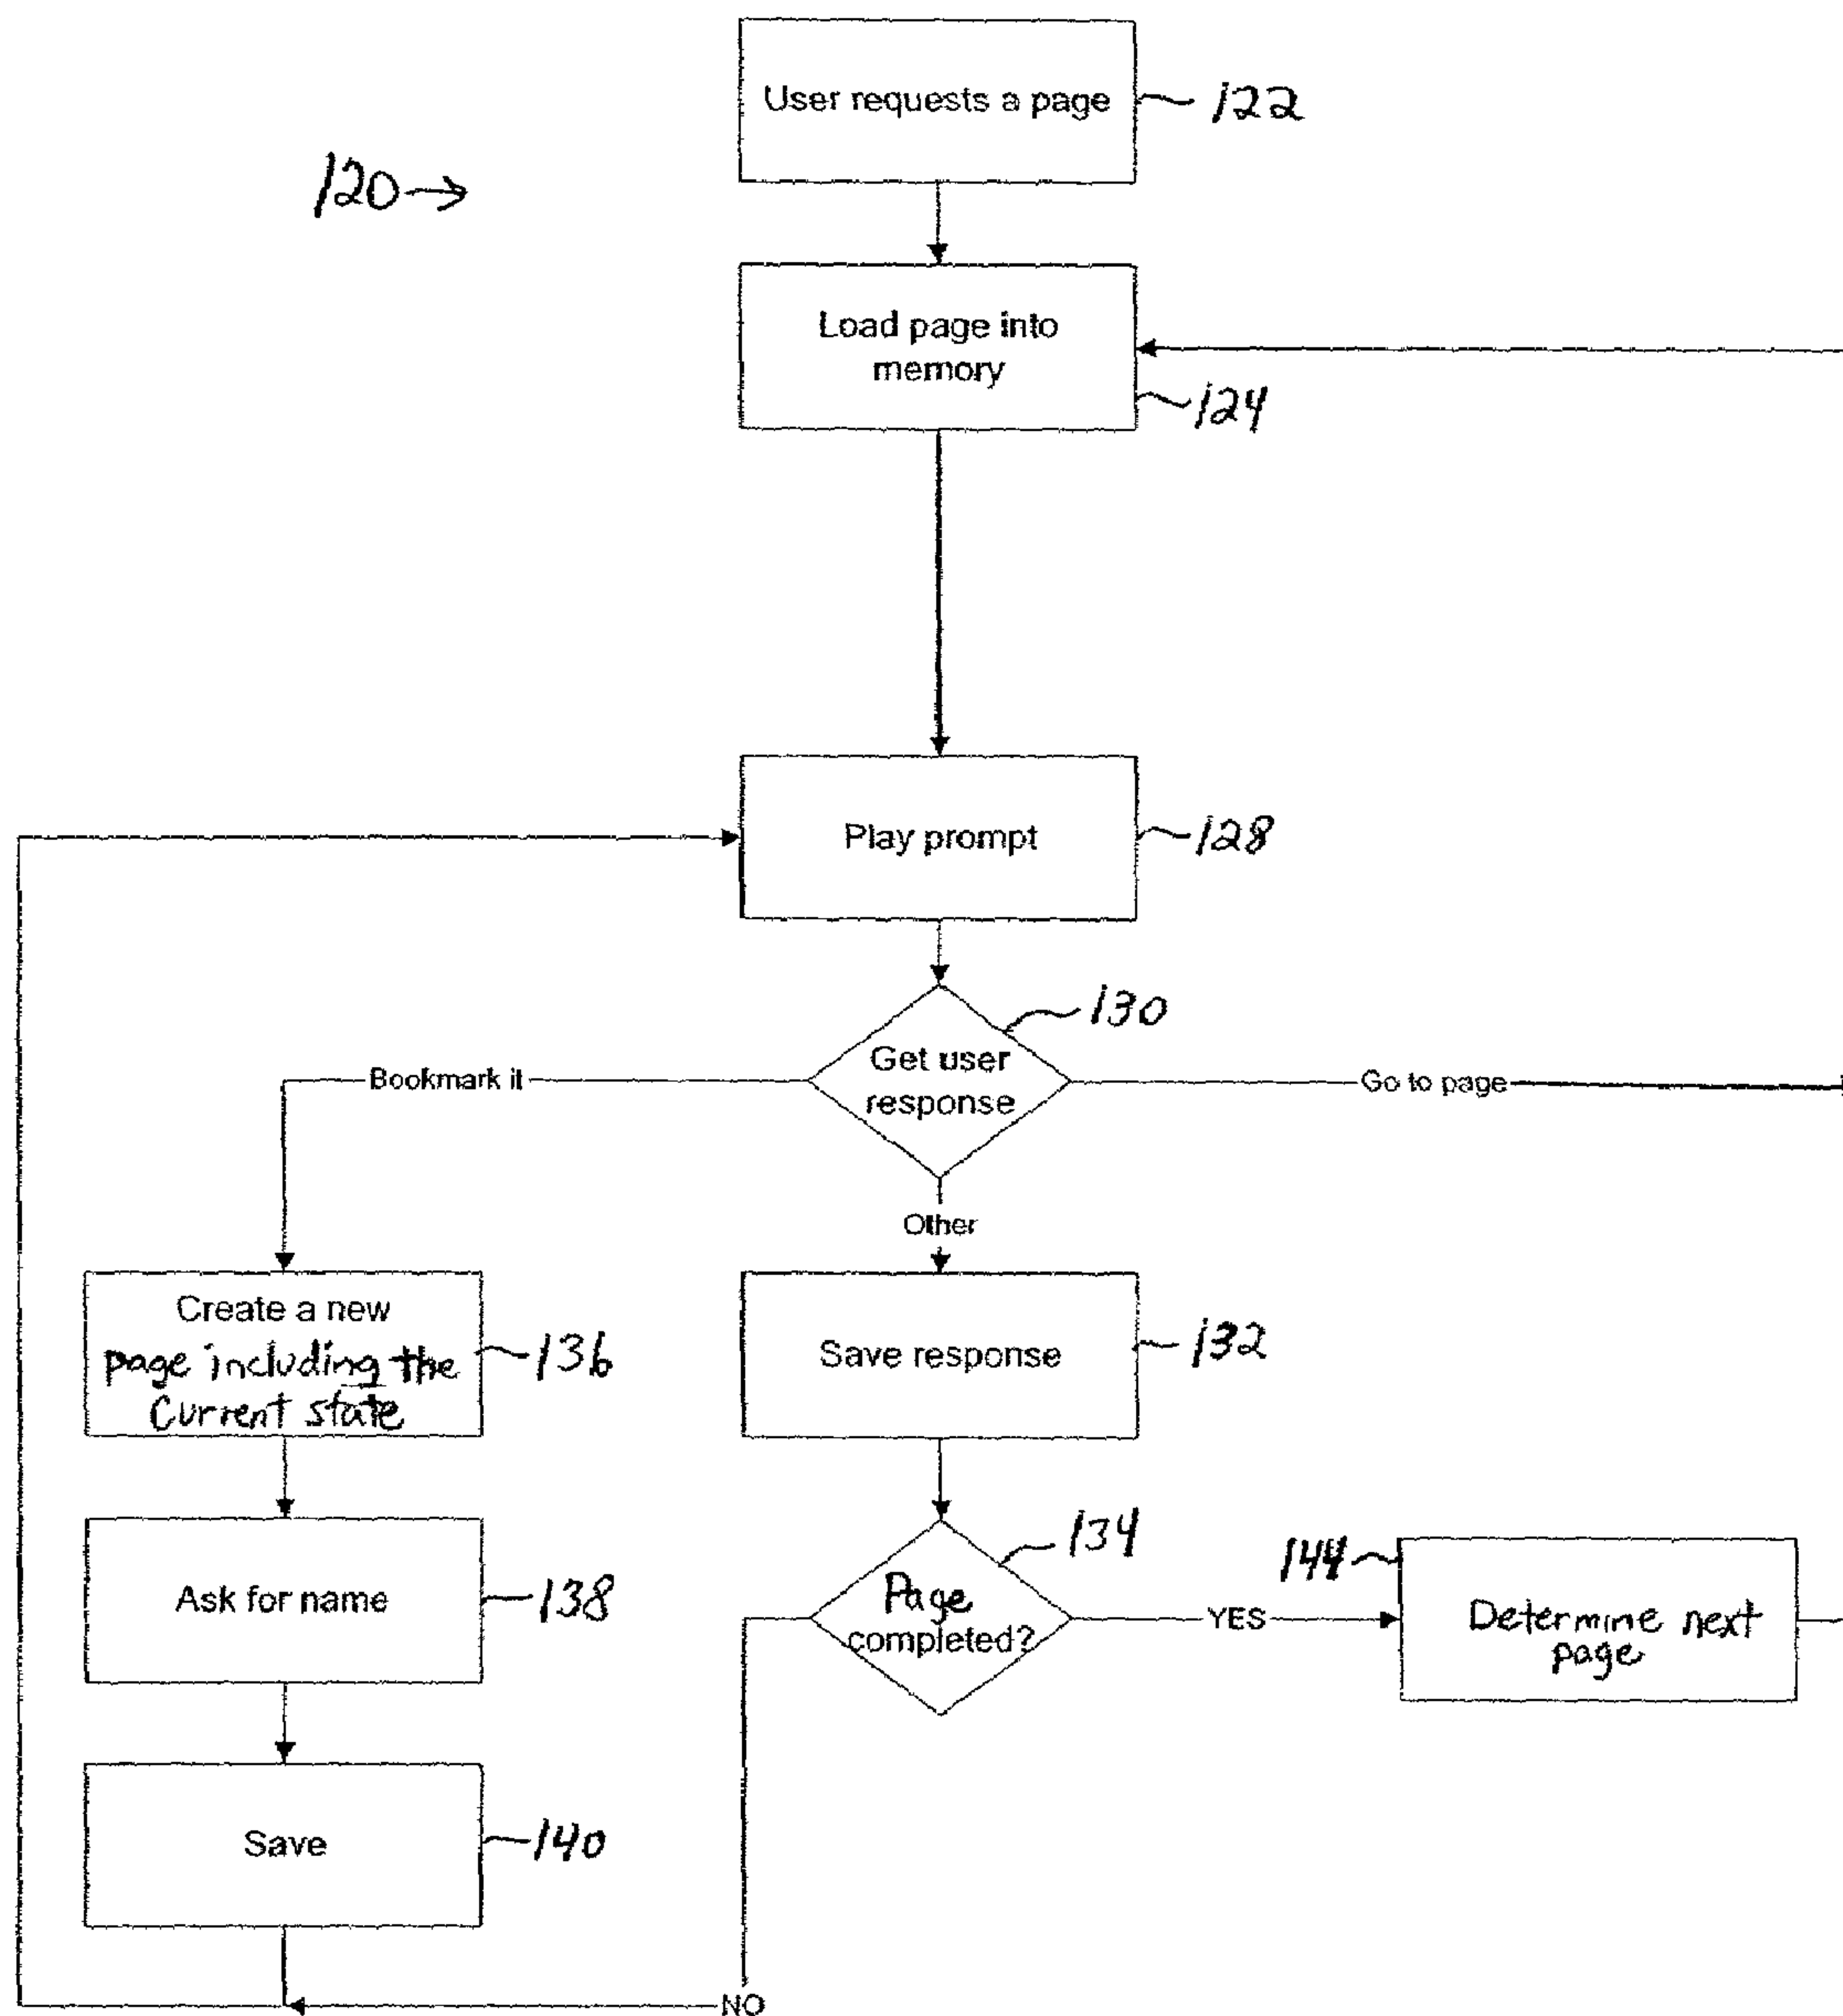 User requests a page
122
120
Load page into
memory
124
Play prompt
128
130
Get user
response
Bookmark it
Go to page
Other
Create a new
page including the
Current state
136
Save response
132
Ask for name
138
134
Page
completed?
YES
144
Determine next
page
Save
140
NO